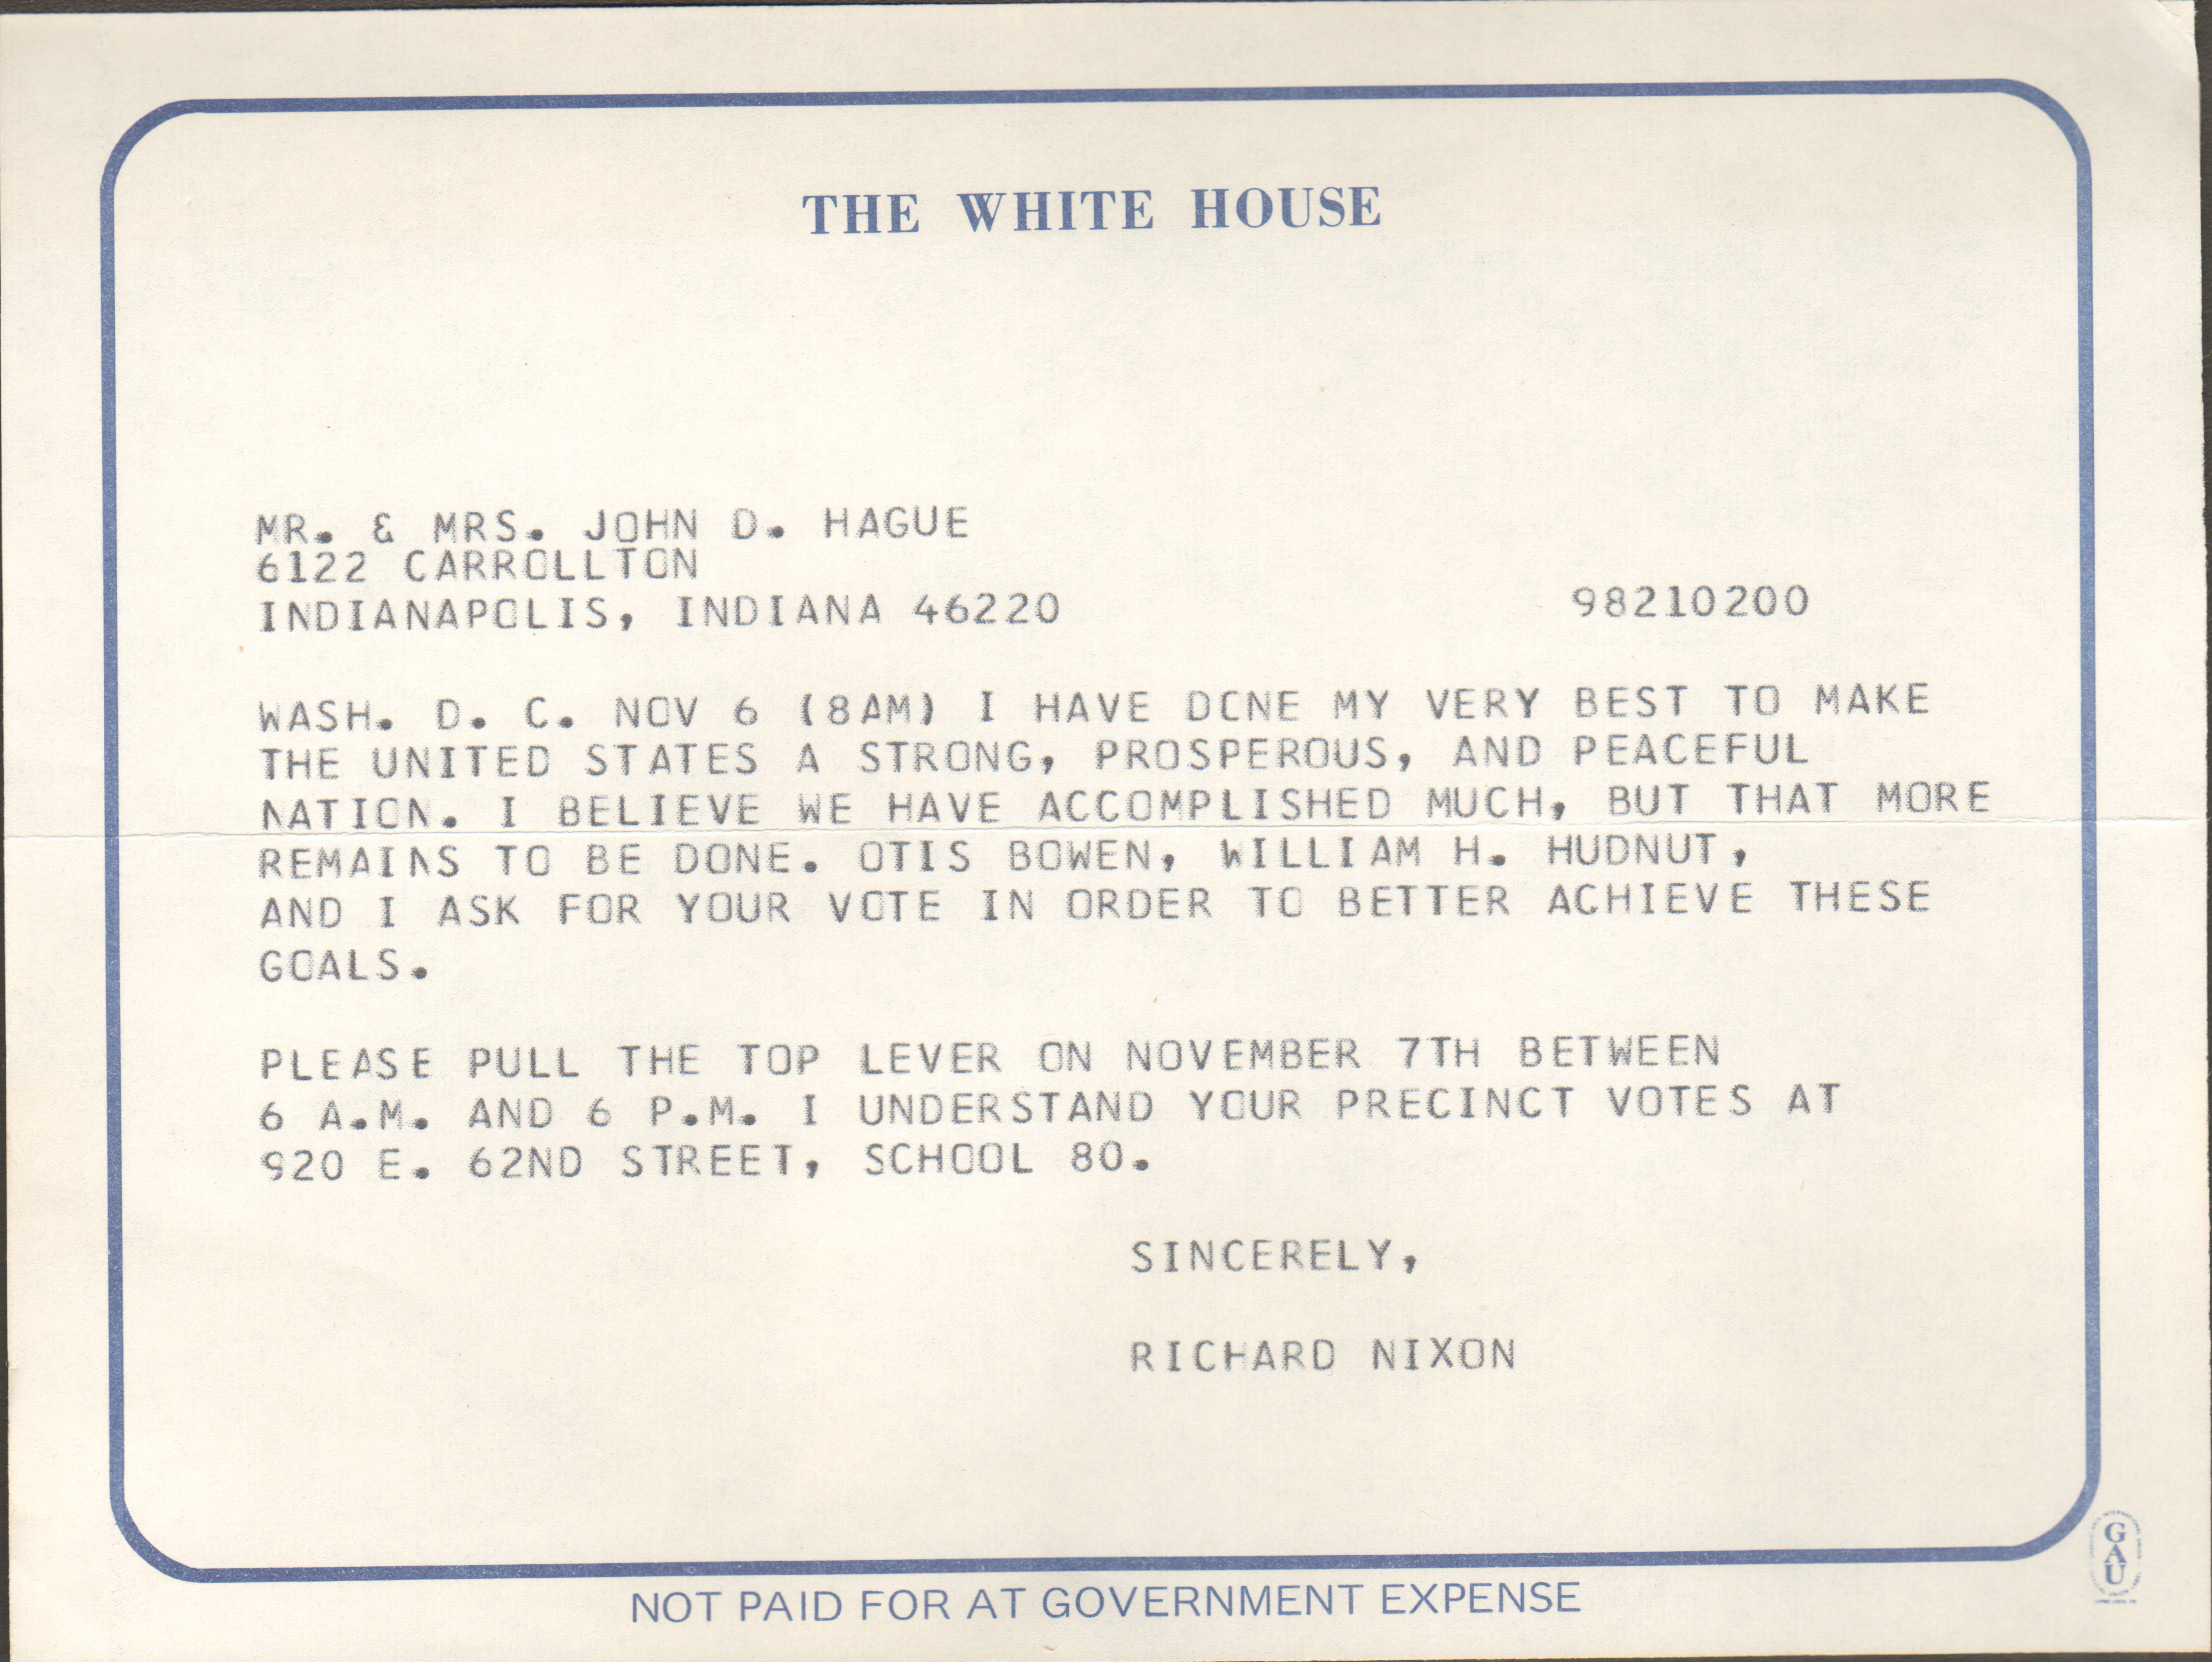 THE WHITE HOUSE
MR. & MRS. JOHN D. HAGUE
6122 CARROLLTON
INDIANAPOLIS, INDIANA 46220 98210200
WASH. D. C. NOV 6 (8AM) I HAVE DONE MY VERY BEST TO MAKE
THE UNITED STATES A STRONG, PROSPEROUS, AND PEACEFUL
NATION. I BELIEVE WE HAVE ACCOMPLISHED MUCH, BUT THAT MORE
REMAINS TO BE DONE. OTIS BOWEN, WILLIAM H. HUDNUT,
AND I ASK FOR YOUR VOTE IN ORDER TO BETTER ACHIEVE THESE
GOALS.
PLEASE PULL THE TOP LEVER ON NOVEMBER 7TH BETWEEN
6 A.M. AND 6 P.M. I UNDERSTAND YOUR PRECINCT VOTES AT
920 E. 62ND STREET, SCHOOL 80.
SINCERELY,
RICHARD NIXON
GAU
NOT PAID FOR AT GOVERNMENT EXPENSE